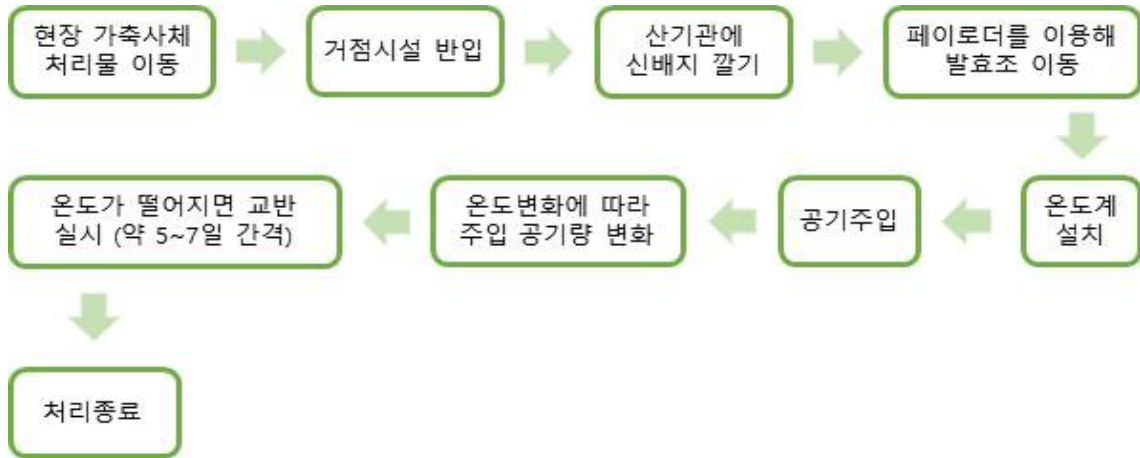 현장 가축사체
처리물 이동
거점시설 반입
산기관에
신배지 깔기
페이로더를 이용해
발효조 이동
온도계
설치
공기주입
온도변화에 따라
주입 공기량 변화
온도가 떨어지면 교반
실시 (약 5~7일 간격)
처리종료